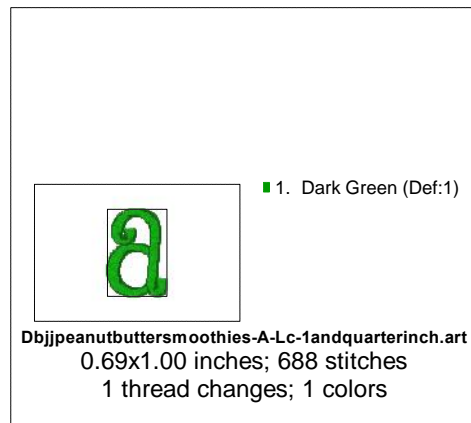 1. Dark Green (Def:1)
a
Dbjjpeanutbuttersmoothies-A-Lc-1andquarterinch.art
0.69x1.00 inches; 688 stitches
1 thread changes; 1 colors